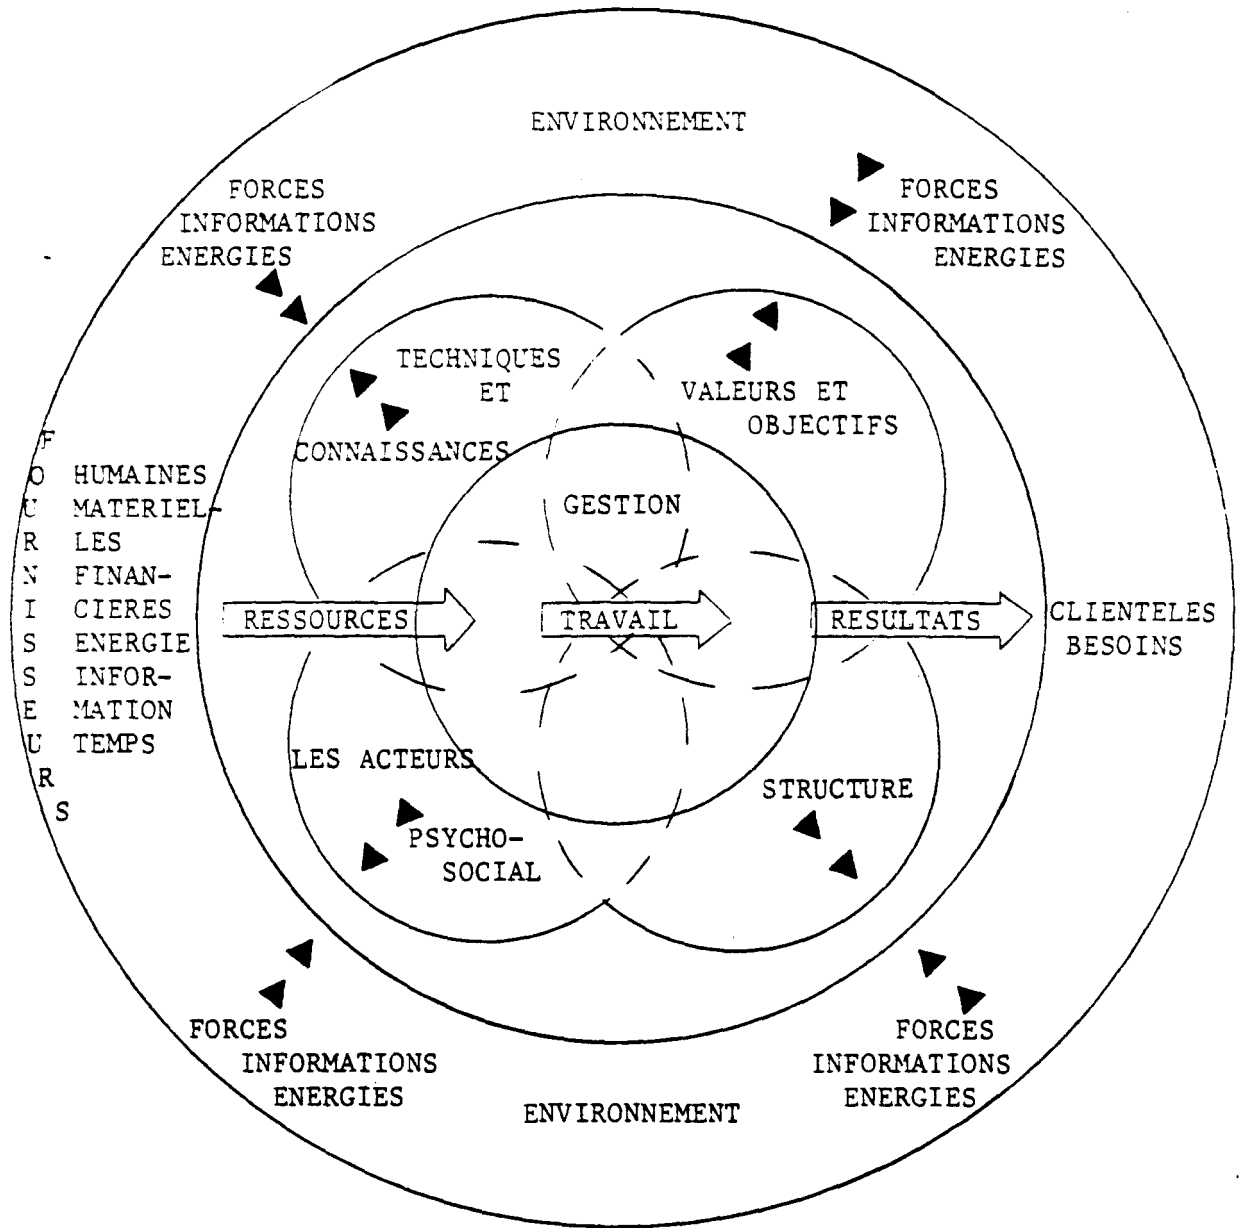 ENVIRONNEMENT
FORCES
INFORMATIONS
ENERGIES
FORCES
INFORMATIONS
ENERGIES
TECHNIQUES
ET
CONNAISSANCES
VALEURS ET
OBJECTIFS
FOURNISSEURS
HUMAINES
MATERIEL-
LES
FINAN-
CIERES
ENERGIE
INFOR-
MATION
TEMPS
GESTION
RESSOURCES
TRAVAIL
RESULTATS
CLIENTELES
BESOINS
LES ACTEURS
PSYCHO-
SOCIAL
STRUCTURE
FORCES
INFORMATIONS
ENERGIES
FORCES
INFORMATIONS
ENERGIES
ENVIRONNEMENT